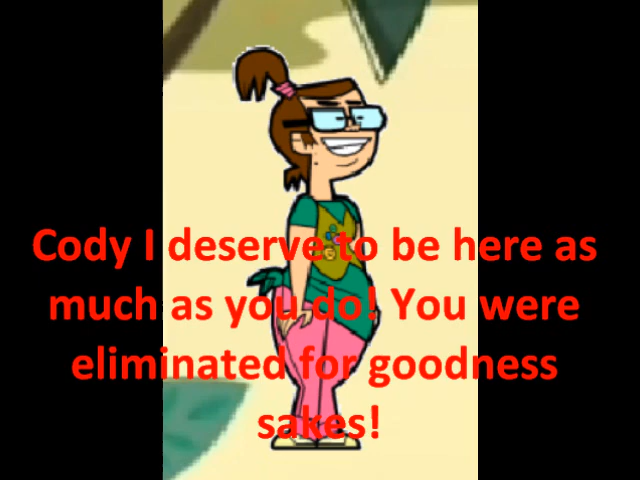 Cody I deserve to be here as
much as you do! You were
eliminated for goodness
sakes!